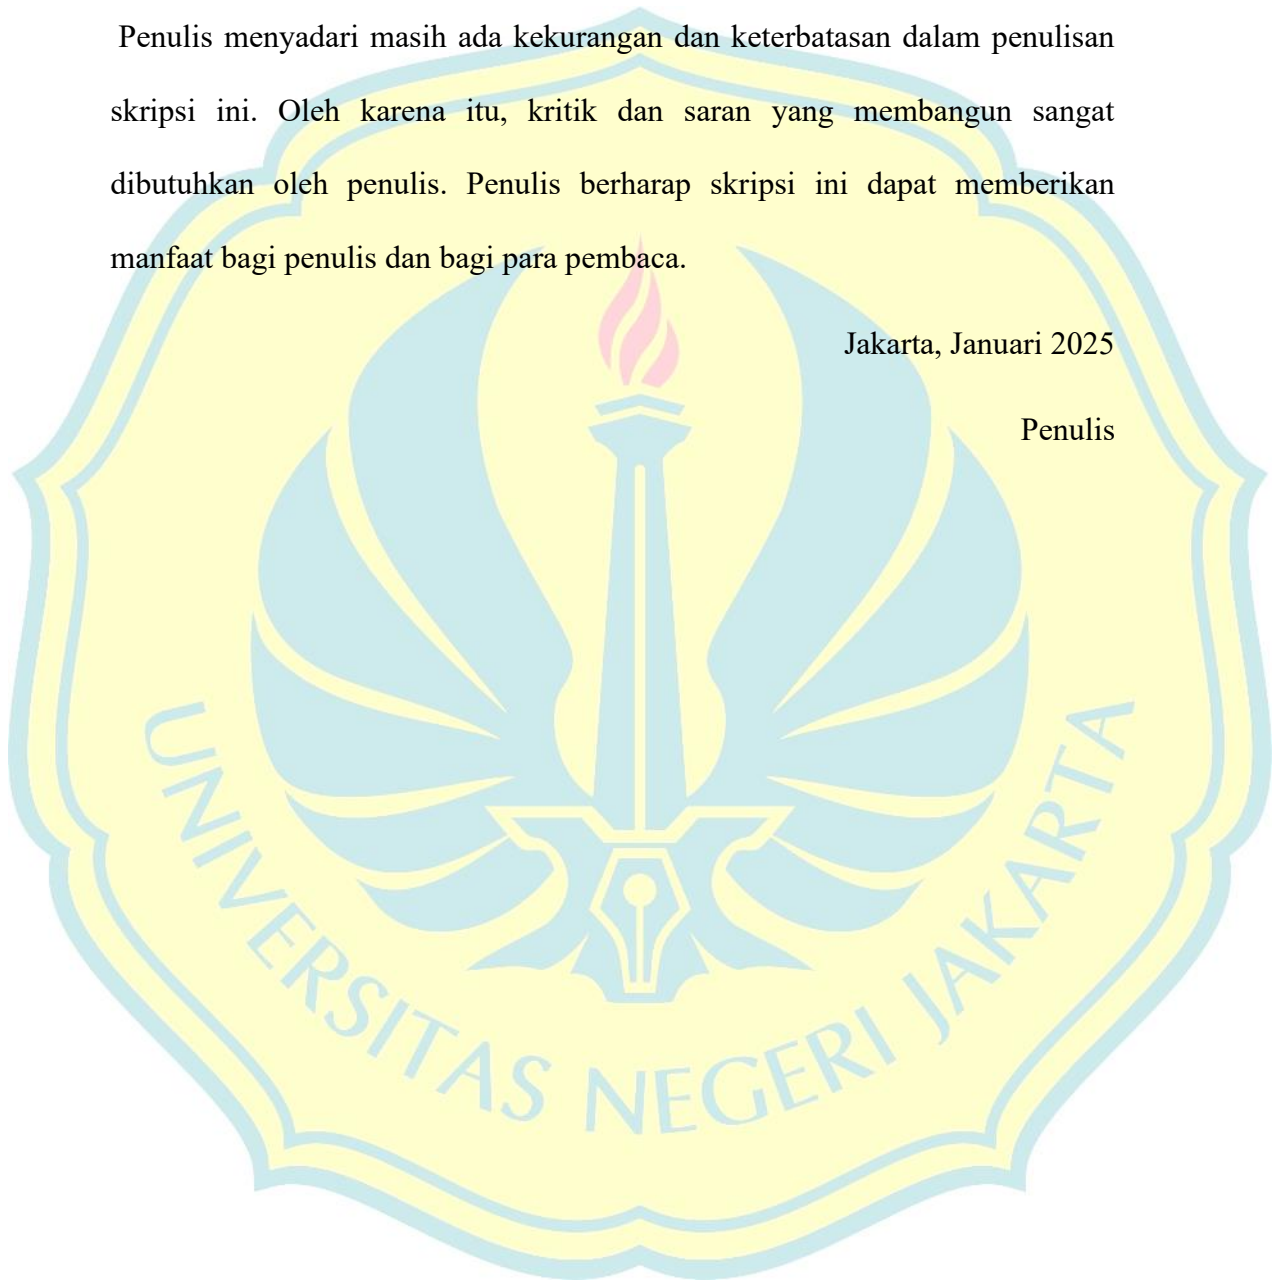 Penulis menyadari masih ada kekurangan dan keterbatasan dalam penulisan
skripsi ini. Oleh karena itu, kritik dan saran yang membangun sangat
dibutuhkan oleh penulis. Penulis berharap skripsi ini dapat memberikan
manfaat bagi penulis dan bagi para pembaca.
Jakarta, Januari 2025
Penulis
UNIVERSITAS NEGERI JAKARTA